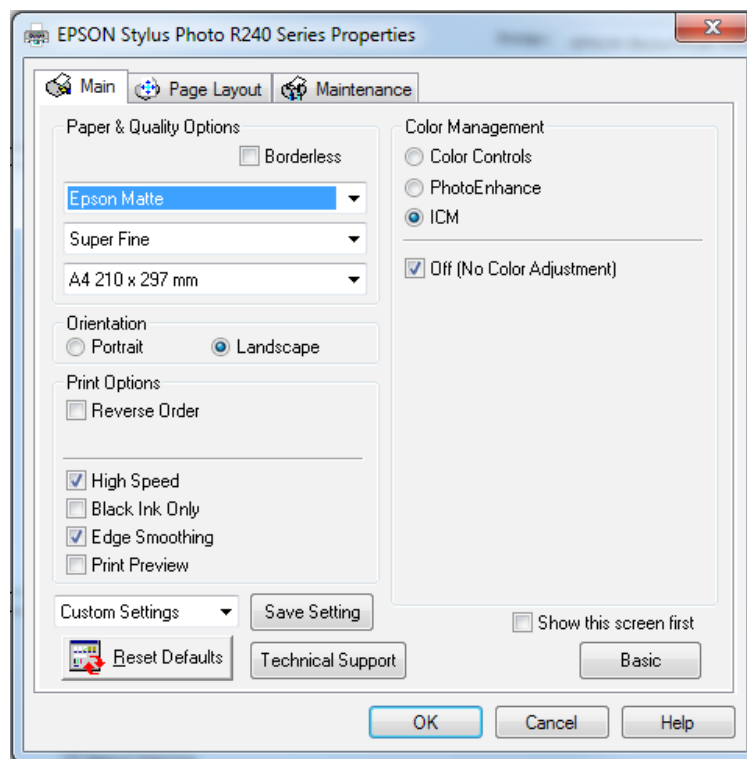 EPSON Stylus Photo R240 Series Properties
Main
Page Layout
Maintenance
Paper & Quality Options
Borderless
Epson Matte
Super Fine
A4 210 x 297 mm
Orientation
Portrait
Landscape
Print Options
Reverse Order
High Speed
Black Ink Only
Edge Smoothing
Print Preview
Custom Settings
Save Setting
Reset Defaults
Technical Support
Color Management
Color Controls
PhotoEnhance
ICM
Off (No Color Adjustment)
Show this screen first
Basic
OK
Cancel
Help